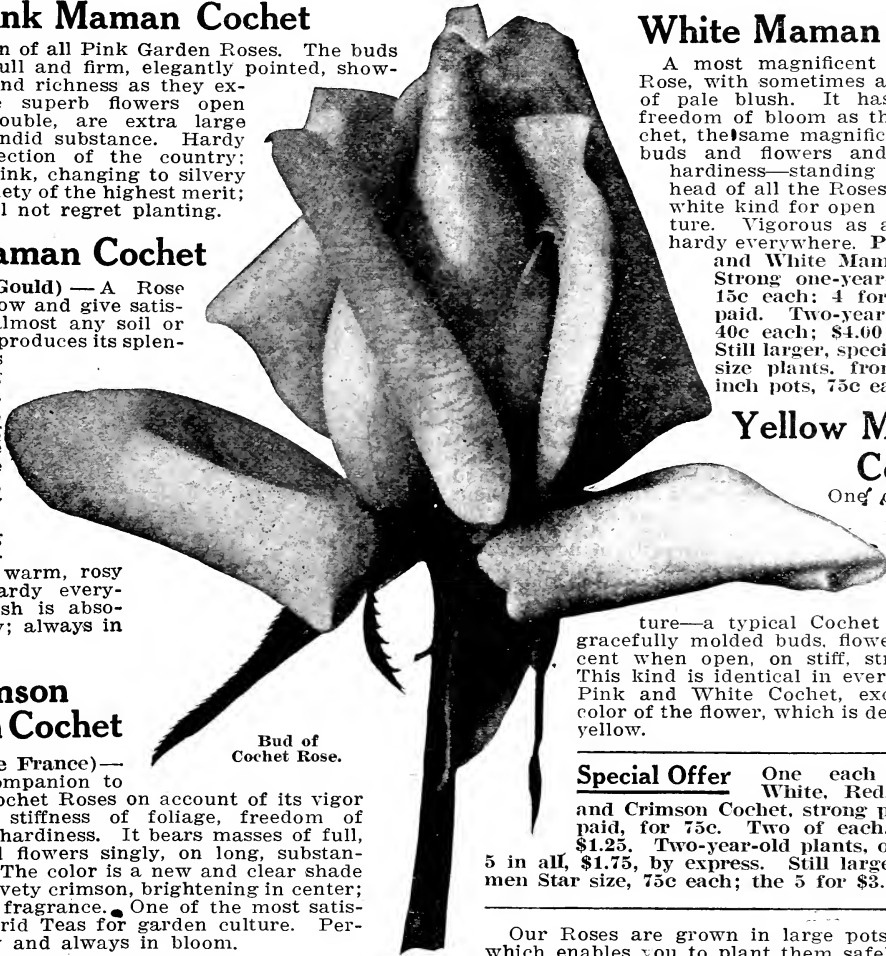 nk Maman Cochet
n of all Pink Garden Roses. The buds
ull and firm, elegantly pointed, show-
nd richness as they ex-
superb flowers open
ouble, are extra large
ndid substance. Hardy
ection of the country;
ink, changing to silvery
iety of the highest merit;
l not regret planting.
aman Cochet
Gould) — A Rose
ow and give satis-
lmost any soil or
produces its splen-
warm, rosy
ardy every-
sh is abso-
; always in
nson
Cochet
e France)—
ompanion to
ochet Roses on account of its vigor
stiffness of foliage, freedom of
hardiness. It bears masses of full,
l flowers singly, on long, substan-
The color is a new and clear shade
vety crimson, brightening in center;
fragrance. One of the most satis-
rid Teas for garden culture. Per-
and always in bloom.
Bud of
Cochet Rose.
White Maman
A most magnificent
Rose, with sometimes a
of pale blush. It has
freedom of bloom as th
chet, the same magnific
buds and flowers and
hardiness—standing
head of all the Roses
white kind for open
ture. Vigorous as a
hardy everywhere. P
and White Mam
Strong one-year
15c each; 4 for
paid. Two-year
40c each; $4.00
Still larger, speci
size plants, from
inch pots, 75c ea
Yellow M
Co
One
ture—a typical Cochet
gracefully molded buds, flowe
cent when open, on stiff, str
This kind is identical in ever
Pink and White Cochet, exc
color of the flower, which is de
yellow.
Special Offer One each
White, Red,
and Crimson Cochet, strong p
paid, for 75c. Two of each,
$1.25. Two-year-old plants, o
5 in all, $1.75, by express. Still large
men Star size, 75c each; the 5 for $3.
Our Roses are grown in large pots
which enables you to plant them safel